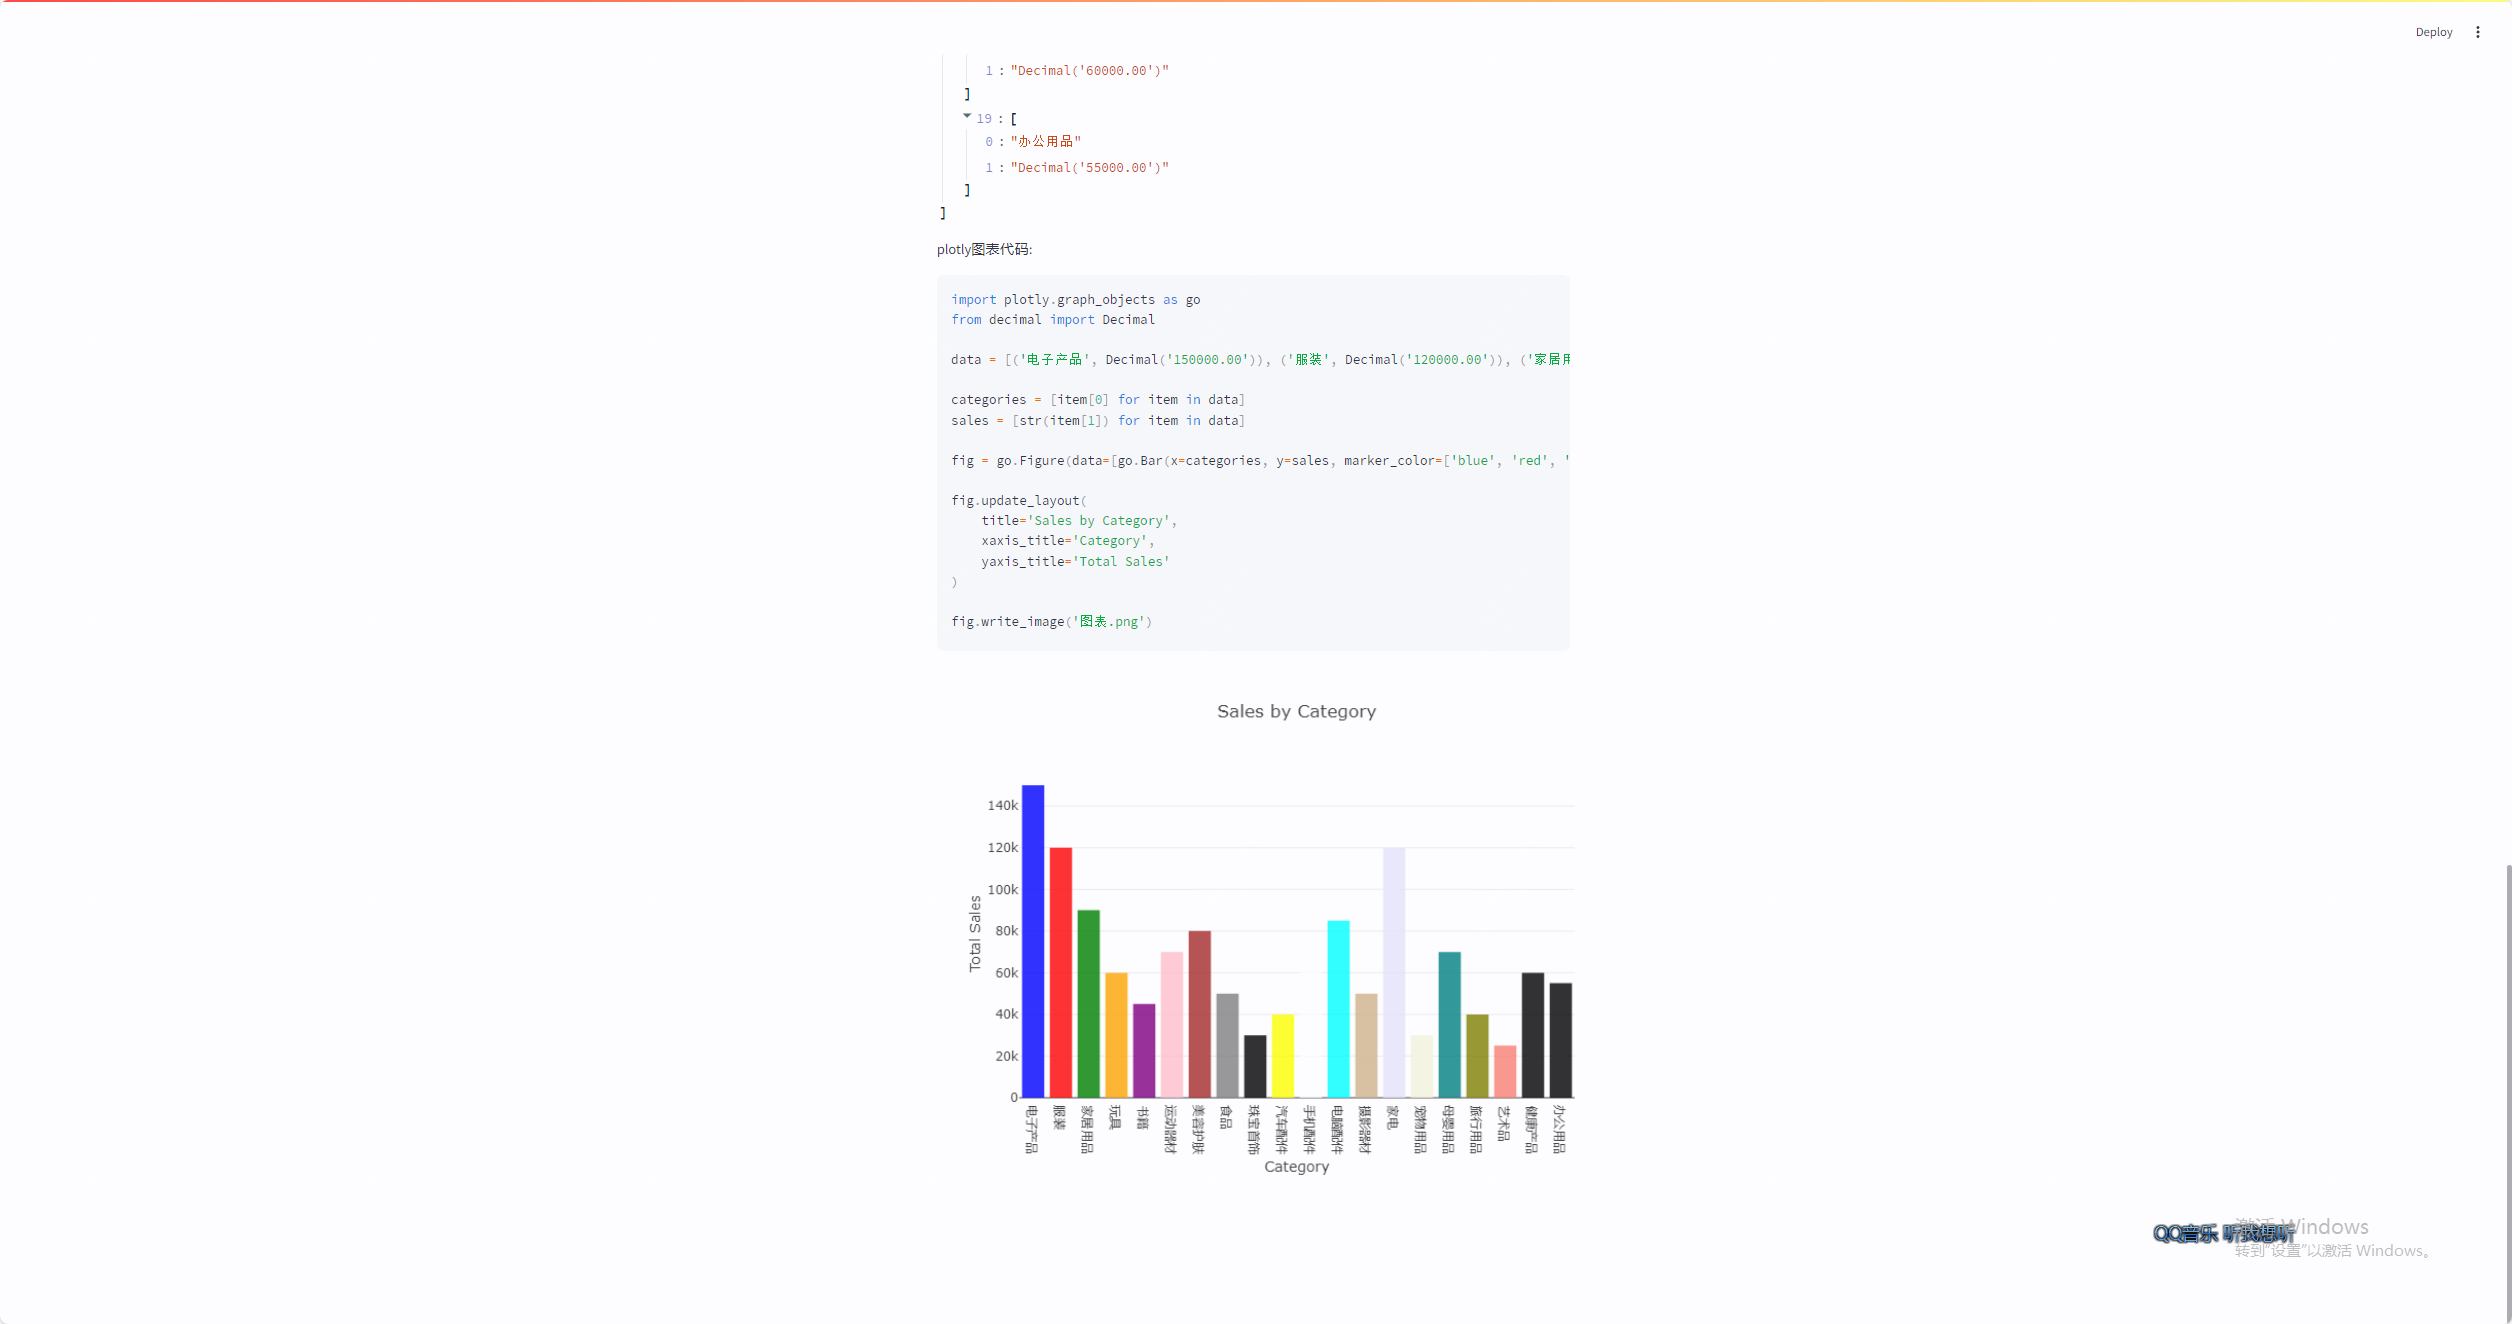 Deploy
1 : "Decimal('60000.00')"
]
19 : [
0 : "办公用品"
1 : "Decimal('55000.00')"
]
]
plotly图表代码:
import plotly.graph_objects as go
from decimal import Decimal
data = [('电子产品', Decimal('150000.00')), ('服装', Decimal('120000.00')), ('家居用
categories = [item[0] for item in data]
sales = [str(item[1]) for item in data]
fig = go.Figure(data=[go.Bar(x=categories, y=sales, marker_color=['blue', 'red', '
fig.update_layout(
title='Sales by Category',
xaxis_title='Category',
yaxis_title='Total Sales'
)
fig.write_image('图表.png')
Sales by Category
Total Sales
140k
120k
100k
80k
60k
40k
20k
0
电子产品
服装
家居用品
玩具
书籍
运动器材
美容护肤
食品
珠宝首饰
汽车配件
手机配件
电脑配件
摄影器材
家电
宠物用品
母婴用品
旅行用品
艺术品
健康产品
办公用品
Category
QQ音乐 听我想听
激活 Windows
转到"设置"以激活 Windows。